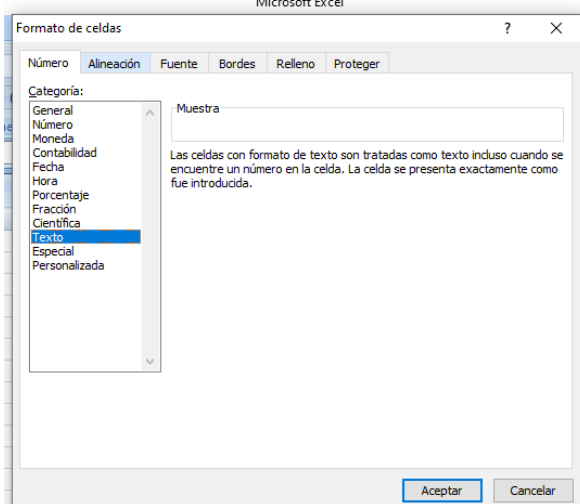 Microsoft Excel
Formato de celdas
?
Número Alineación Fuente Bordes Relleno Proteger
Categoría:
General
Número
Moneda
Contabilidad
Fecha
Hora
Porcentaje
Fracción
Científica
Texto
Especial
Personalizada
Muestra
Las celdas con formato de texto son tratadas como texto incluso cuando se
encuentre un número en la celda. La celda se presenta exactamente como
fue introducida.
Aceptar Cancelar